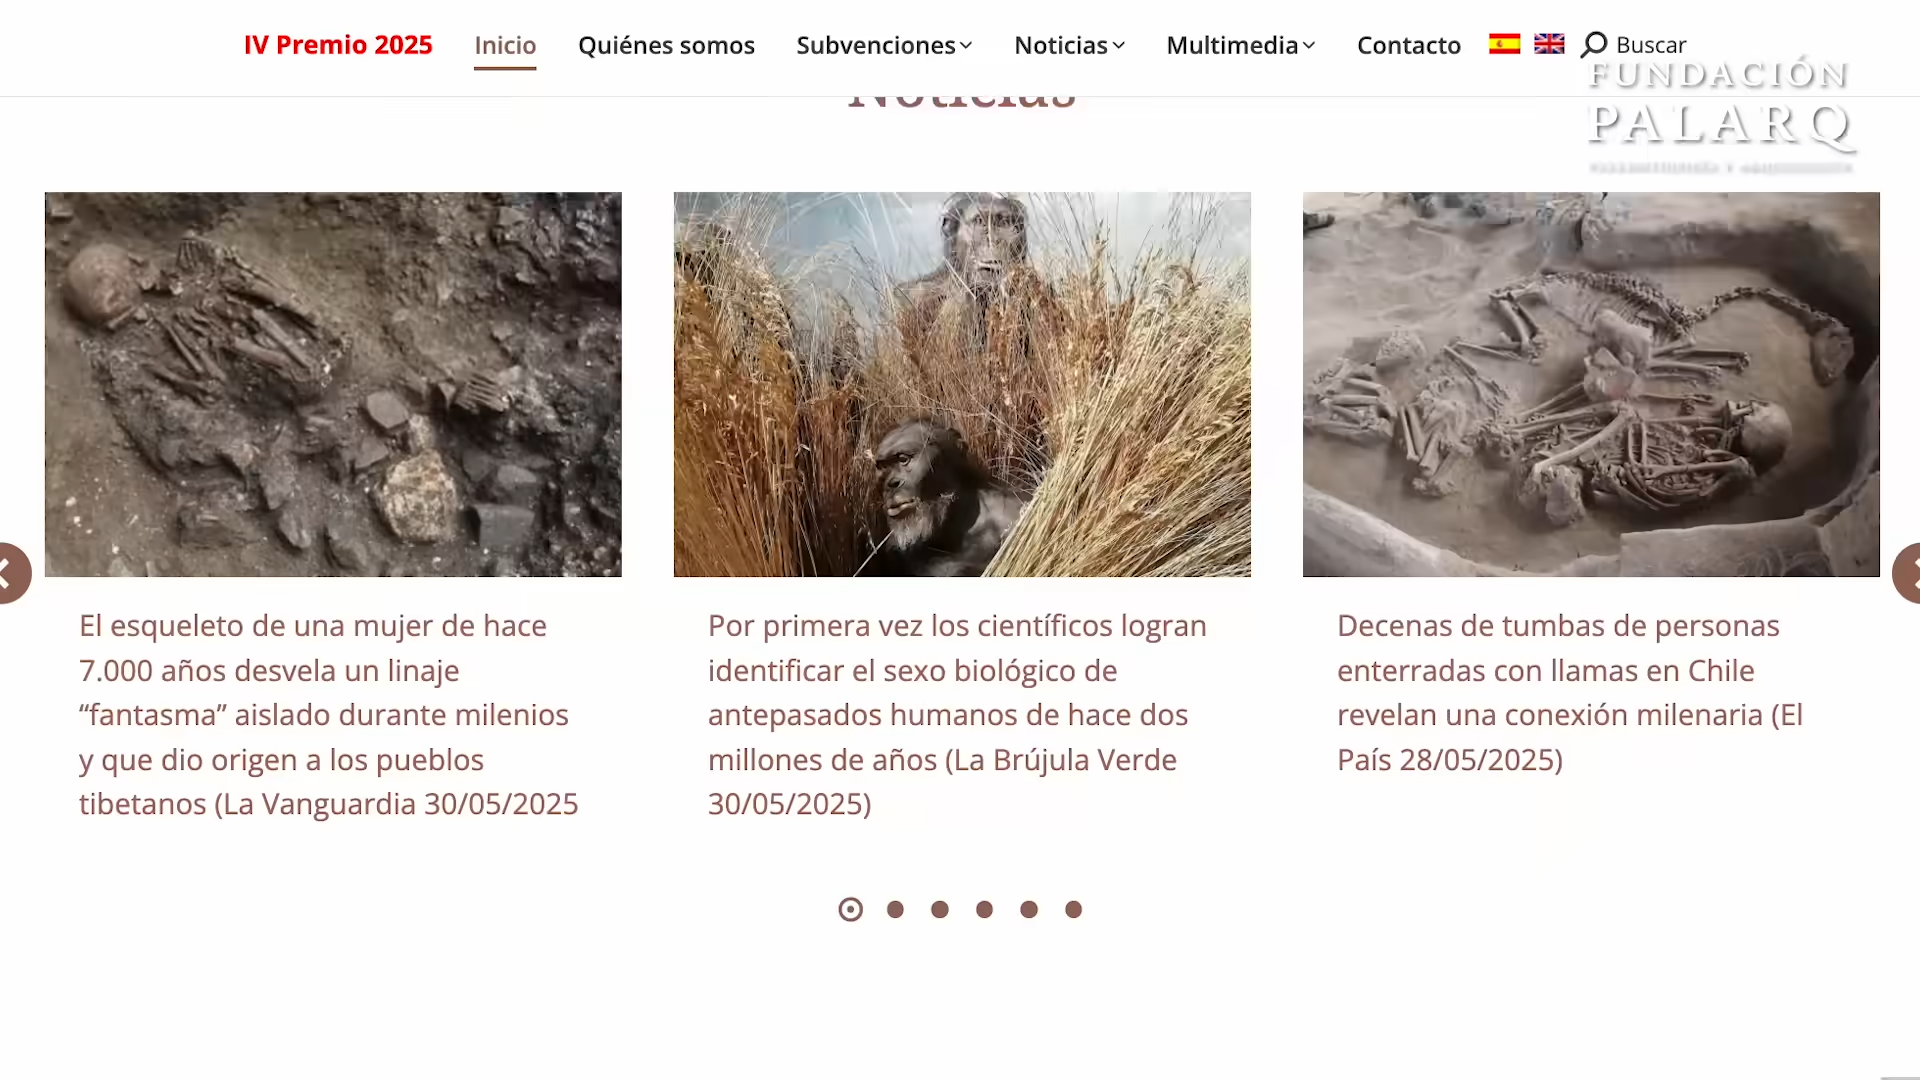 IV Premio 2025 Inicio Quiénes somos Subvenciones Noticias Multimedia Contacto Buscar
FUNDACIÓN
PALARQ
Noticias
El esqueleto de una mujer de hace
7.000 años desvela un linaje
“fantasma” aislado durante milenios
y que dio origen a los pueblos
tibetanos (La Vanguardia 30/05/2025
Por primera vez los científicos logran
identificar el sexo biológico de
antepasados humanos de hace dos
millones de años (La Brújula Verde
30/05/2025)
Decenas de tumbas de personas
enterradas con llamas en Chile
revelan una conexión milenaria (El
País 28/05/2025)